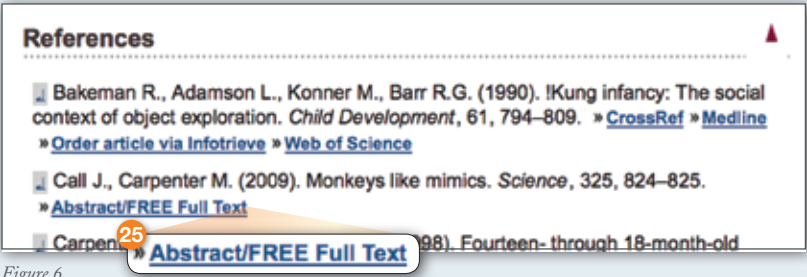 References
Bakeman R., Adamson L., Konner M., Barr R.G. (1990). !Kung infancy: The social
context of object exploration. Child Development, 61, 794–809. » CrossRef » Medline
» Order article via Infotrieve » Web of Science
Call J., Carpenter M. (2009). Monkeys like mimics. Science, 325, 824–825.
» Abstract/FREE Full Text
25
98). Fourteen- through 18-month-old
» Abstract/FREE Full Text
Figure 6